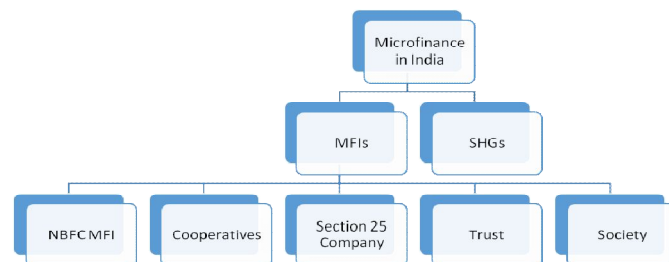 Microfinance
in India
MFIs
SHGs
NBFC MFI
Cooperatives
Section 25
Company
Trust
Society